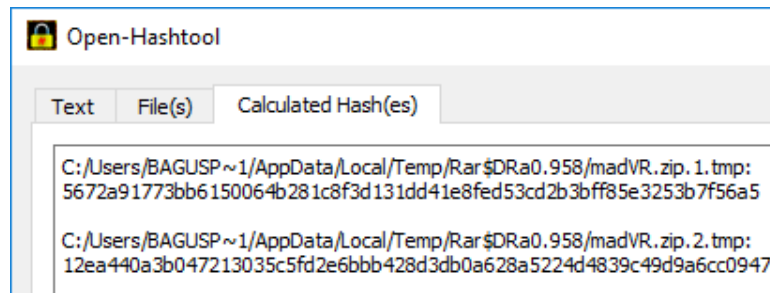 Open-Hashtool
Text File(s) Calculated Hash(es)
C:/Users/BAGUSP~1/AppData/Local/Temp/Rar$DRa0.958/madVR.zip.1.tmp:
5672a91773bb6150064b281c8f3d131dd41e8fed53cd2b3bff85e3253b7f56a5
C:/Users/BAGUSP~1/AppData/Local/Temp/Rar$DRa0.958/madVR.zip.2.tmp:
12ea440a3b047213035c5fd2e6bbb428d3db0a628a5224d4839c49d9a6cc0947